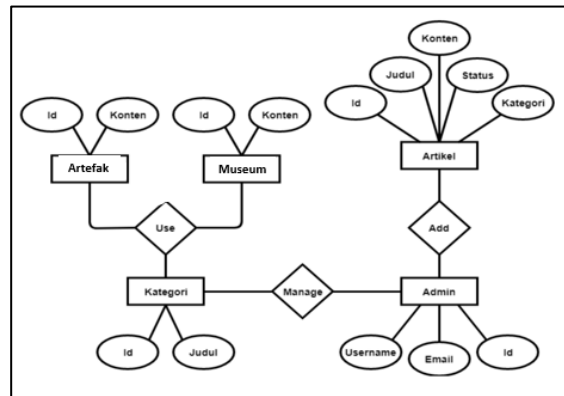 Konten
Judul Status
Id Konten Id Konten Id Kategori
Artefak Museum Artikel
Use Add
Kategori Manage Admin
Id Judul Username Email Id